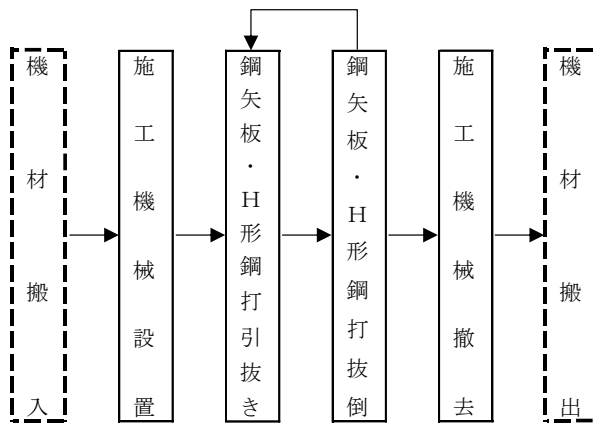 機材搬入
施工機械設置
鋼矢板・H形鋼打引抜き
鋼矢板・H形鋼打抜倒
施工機械撤去
機材搬出